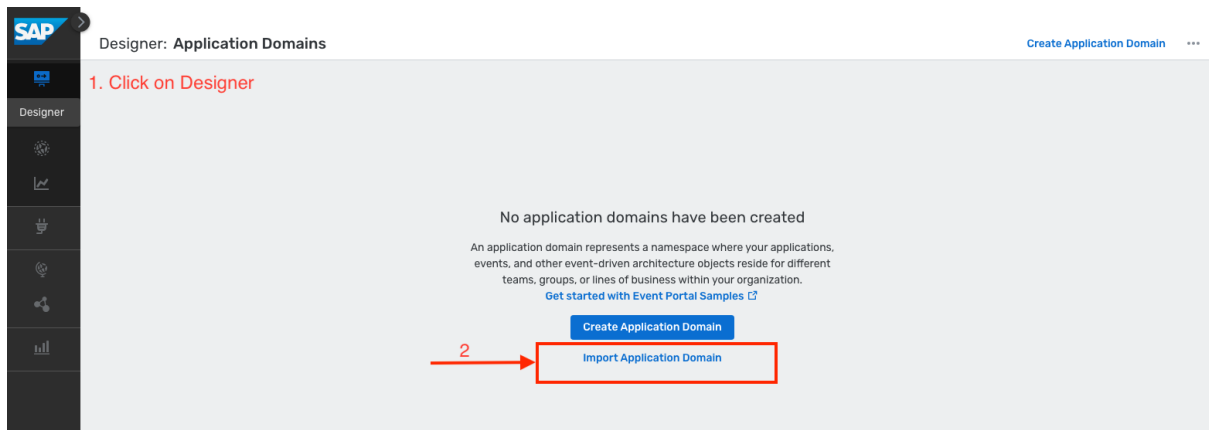 SAP
Designer: Application Domains
Create Application Domain
1. Click on Designer
Designer
No application domains have been created
An application domain represents a namespace where your applications,
events, and other event-driven architecture objects reside for different
teams, groups, or lines of business within your organization.
Get started with Event Portal Samples
Create Application Domain
2
Import Application Domain